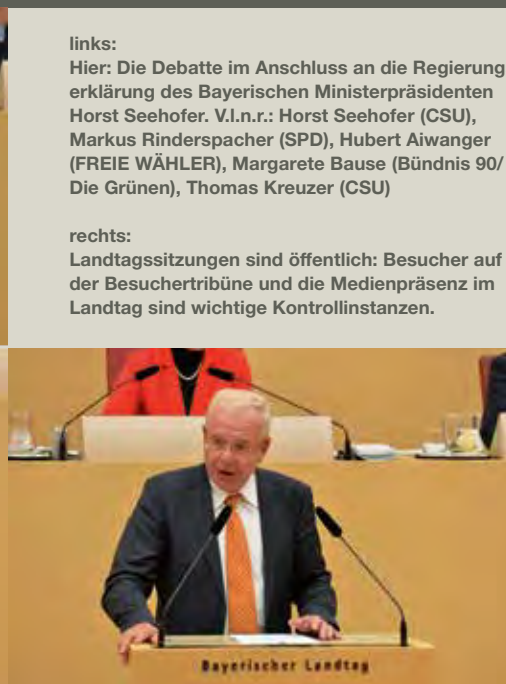 links:
Hier: Die Debatte im Anschluss an die Regierung
erklärung des Bayerischen Ministerpräsidenten
Horst Seehofer. V.l.n.r.: Horst Seehofer (CSU),
Markus Rinderspacher (SPD), Hubert Aiwanger
(FREIE WÄHLER), Margarete Bause (Bündnis 90/
Die Grünen), Thomas Kreuzer (CSU)
rechts:
Landtagssitzungen sind öffentlich: Besucher auf
der Besuchertribüne und die Medienpräsenz im
Landtag sind wichtige Kontrollinstanzen.
Bayerischer Landtag